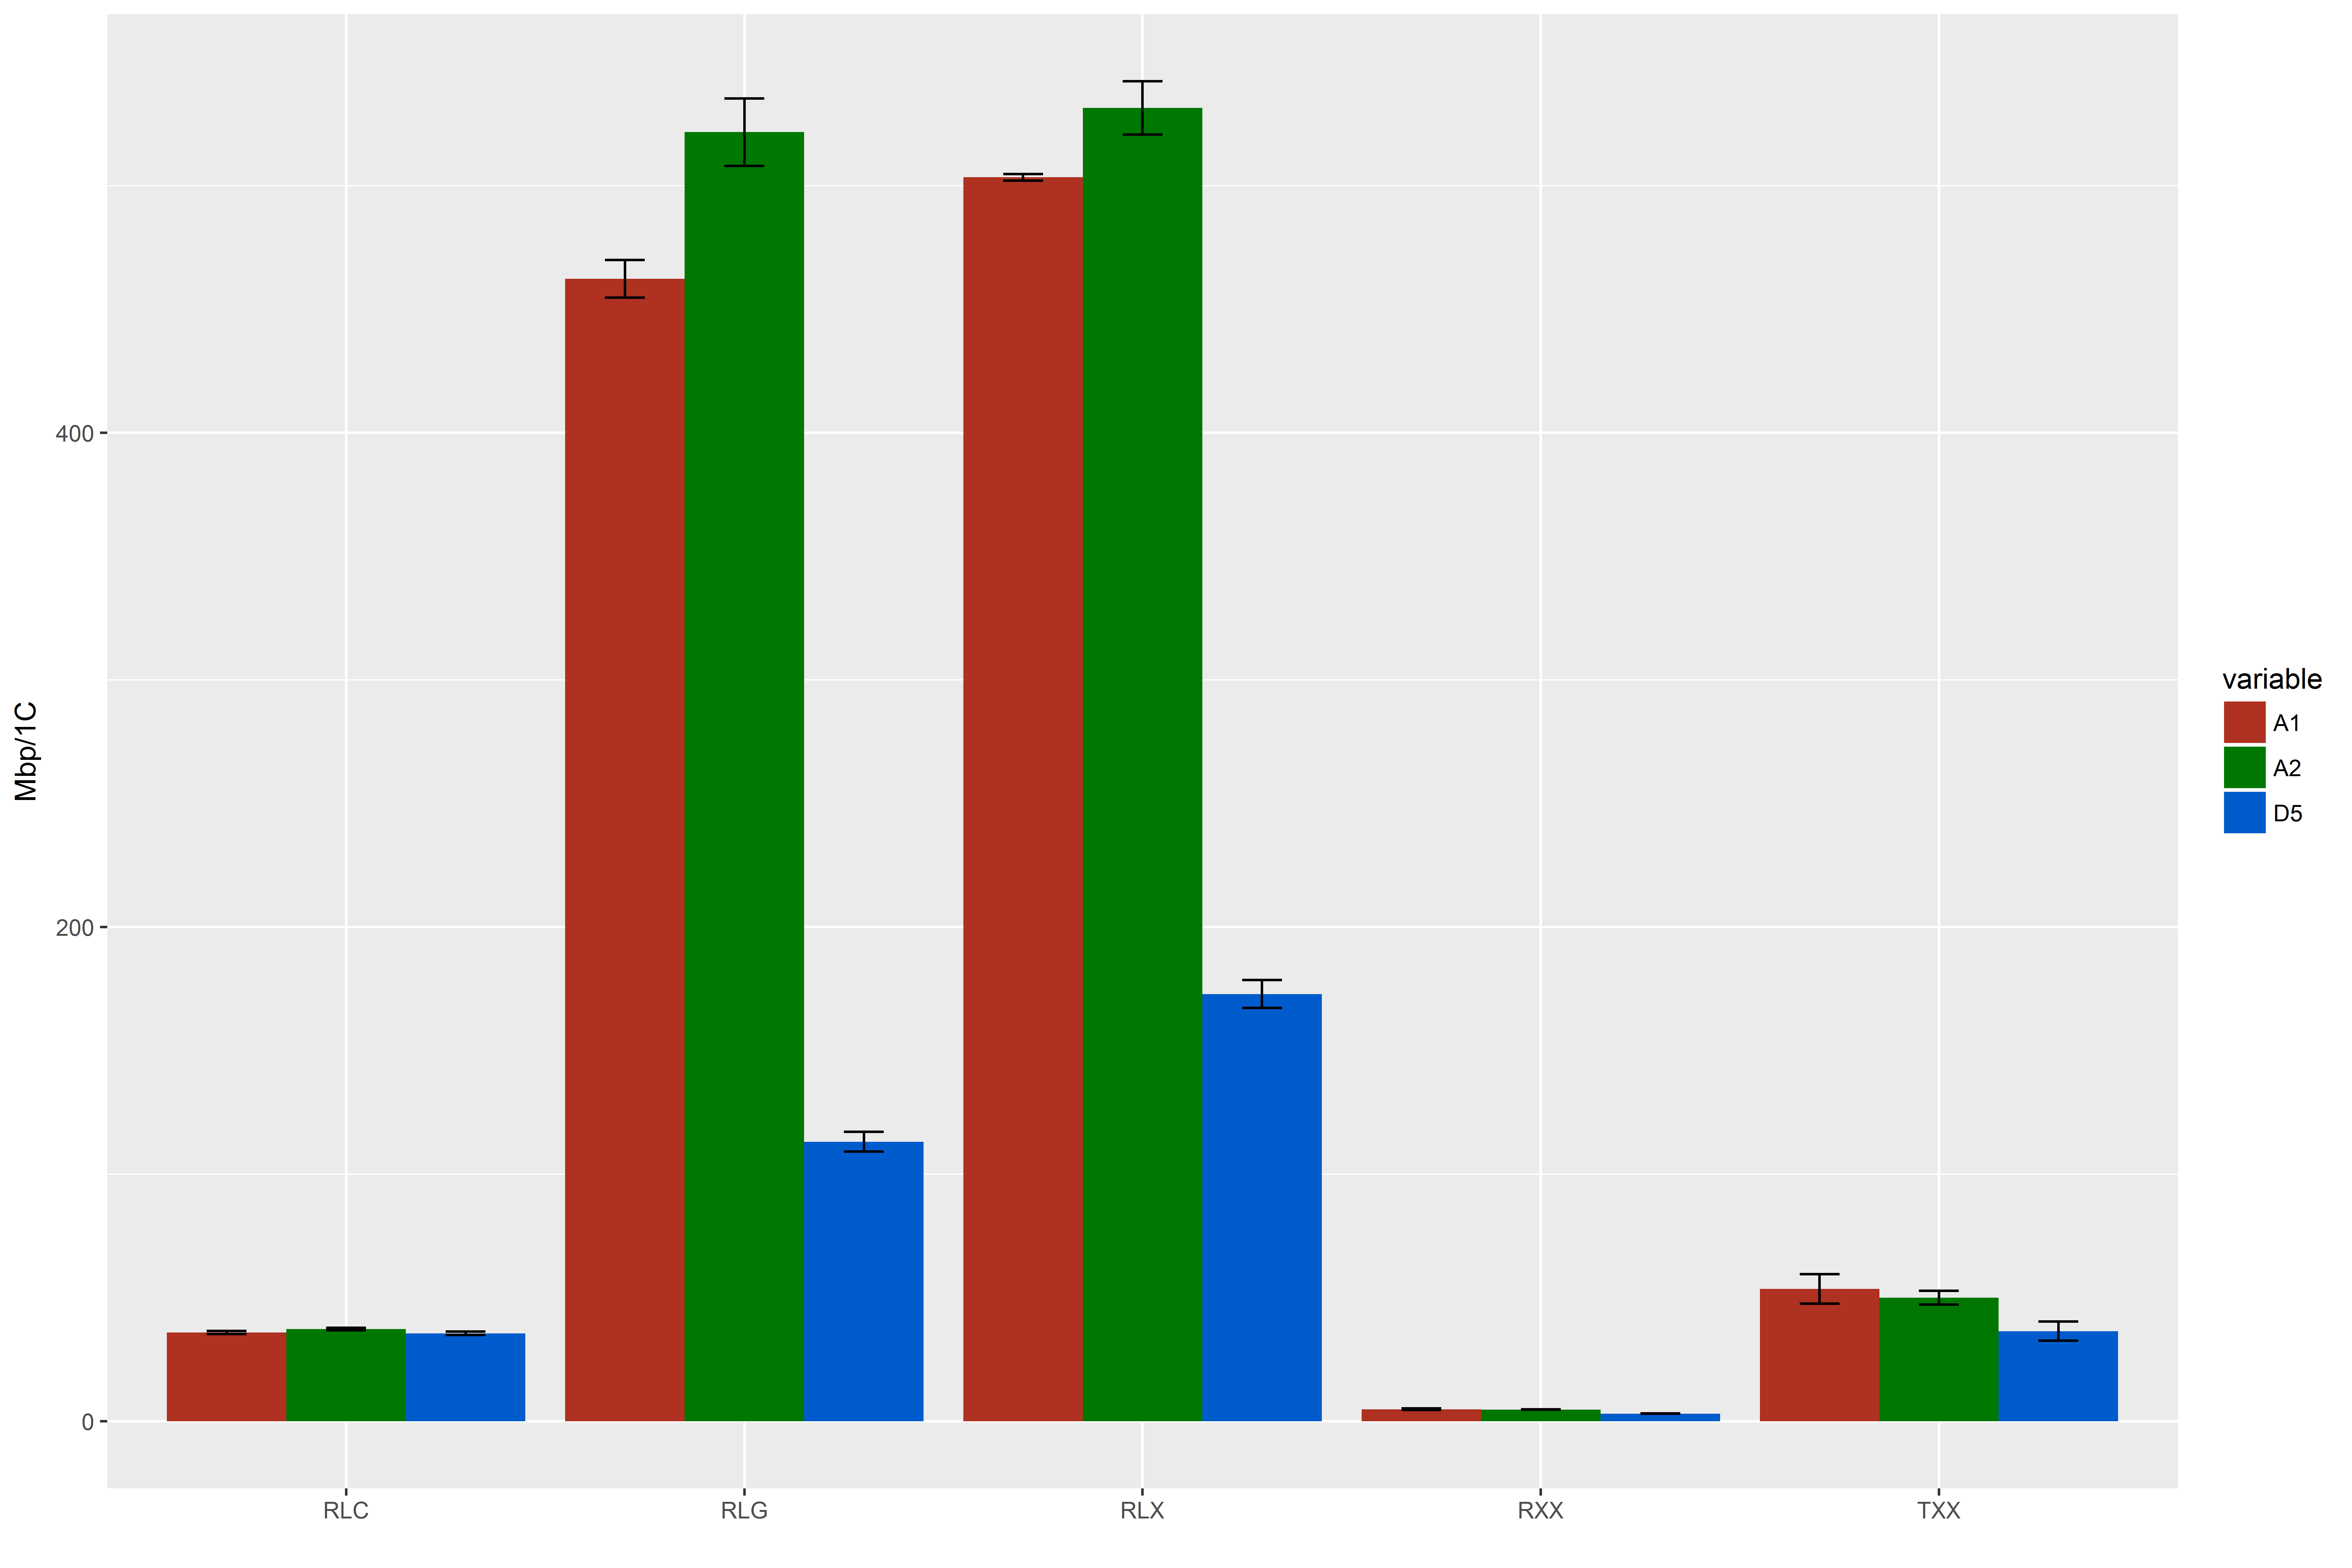 Mbp/1C
400
200
0
RLC
RLG
RLX
RXX
TXX
variable
A1
A2
D5